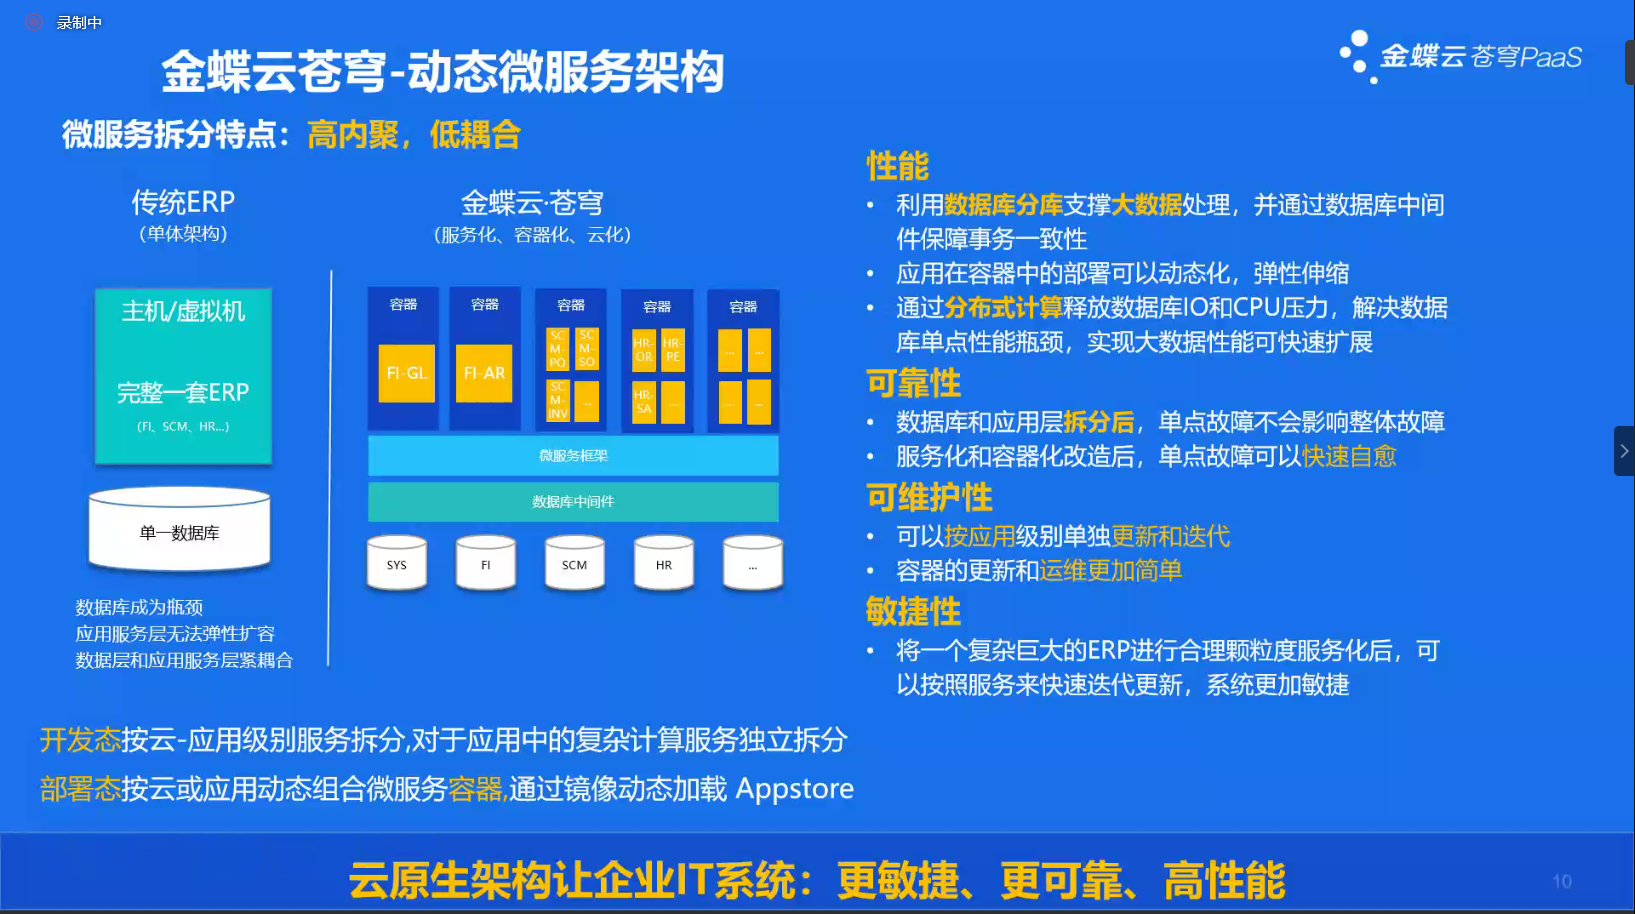 录制中
金蝶云苍穹-动态微服务架构
金蝶云 苍穹PaaS
微服务拆分特点：高内聚，低耦合
传统ERP
（单体架构）
主机/虚拟机
完整一套ERP
（FI、SCM、HR...）
单一数据库
数据库成为瓶颈
应用服务层无法弹性扩容
数据层和应用服务层紧耦合
金蝶云·苍穹
（服务化、容器化、云化）
容器
FI-GL
容器
FI-AR
容器
SCM-PO
SCM-SO
SCM-INV
...
容器
HR-OR
HR-PE
HR-SA
...
容器
...
...
...
...
微服务框架
数据库中间件
SYS
FI
SCM
HR
...
性能
• 利用数据库分库支撑大数据处理，并通过数据库中间
件保障事务一致性
• 应用在容器中的部署可以动态化，弹性伸缩
• 通过分布式计算释放数据库IO和CPU压力，解决数据
库单点性能瓶颈，实现大数据性能可快速扩展
可靠性
• 数据库和应用层拆分后，单点故障不会影响整体故障
• 服务化和容器化改造后，单点故障可以快速自愈
可维护性
• 可以按应用级别单独更新和迭代
• 容器的更新和运维更加简单
敏捷性
• 将一个复杂巨大的ERP进行合理颗粒度服务化后，可
以按照服务来快速迭代更新，系统更加敏捷
开发态按云-应用级别服务拆分,对于应用中的复杂计算服务独立拆分
部署态按云或应用动态组合微服务容器,通过镜像动态加载 Appstore
云原生架构让企业IT系统：更敏捷、更可靠、高性能
10